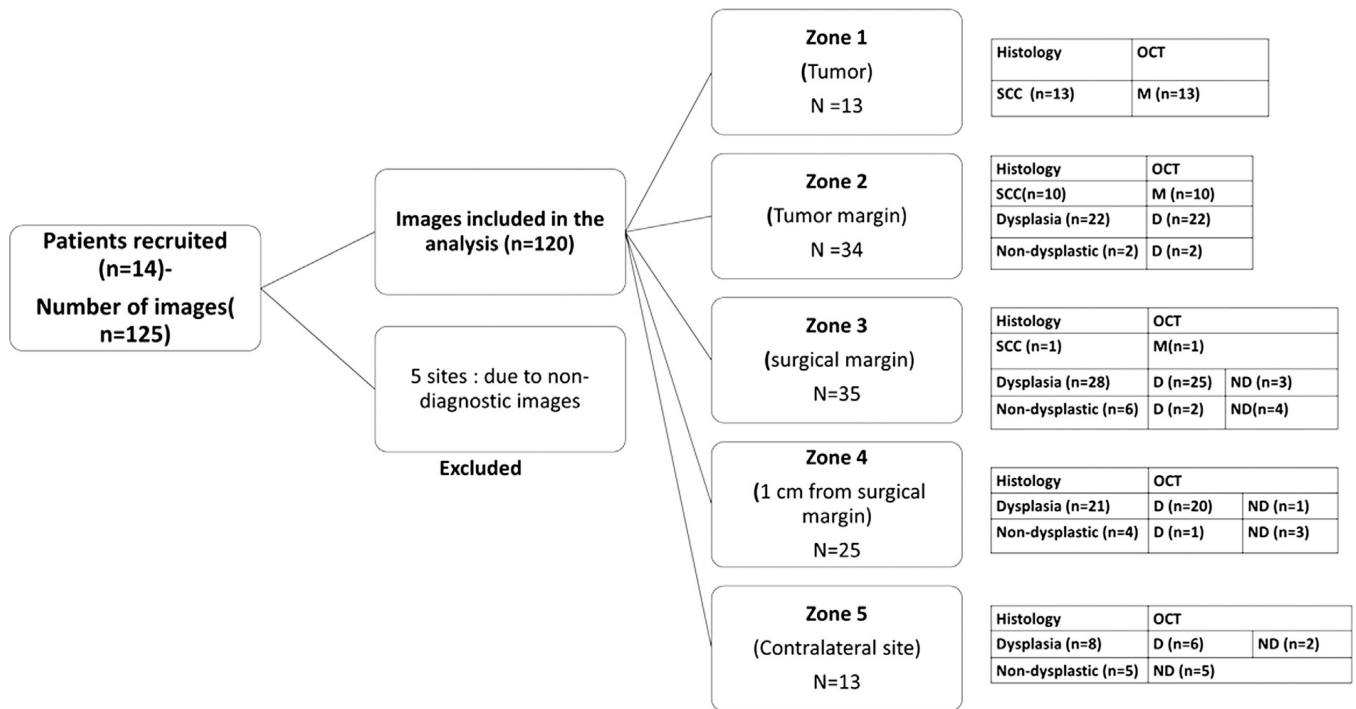 Patients recruited
(n=14)-
Number of images(
n=125)
Images included in the
analysis (n=120)
5 sites : due to non-
diagnostic images
Excluded
Zone 1
(Tumor)
N =13
Histology OCT
SCC (n=13) M (n=13)
Zone 2
(Tumor margin)
N =34
Histology OCT
SCC(n=10) M (n=10)
Dysplasia (n=22) D (n=22)
Non-dysplastic (n=2) D (n=2)
Zone 3
(surgical margin)
N=35
Histology OCT
SCC (n=1) M(n=1)
Dysplasia (n=28) D (n=25) ND (n=3)
Non-dysplastic (n=6) D (n=2) ND(n=4)
Zone 4
(1 cm from surgical
margin)
N=25
Histology OCT
Dysplasia (n=21) D (n=20) ND (n=1)
Non-dysplastic (n=4) D (n=1) ND (n=3)
Zone 5
(Contralateral site)
N=13
Histology OCT
Dysplasia (n=8) D (n=6) ND (n=2)
Non-dysplastic (n=5) ND (n=5)